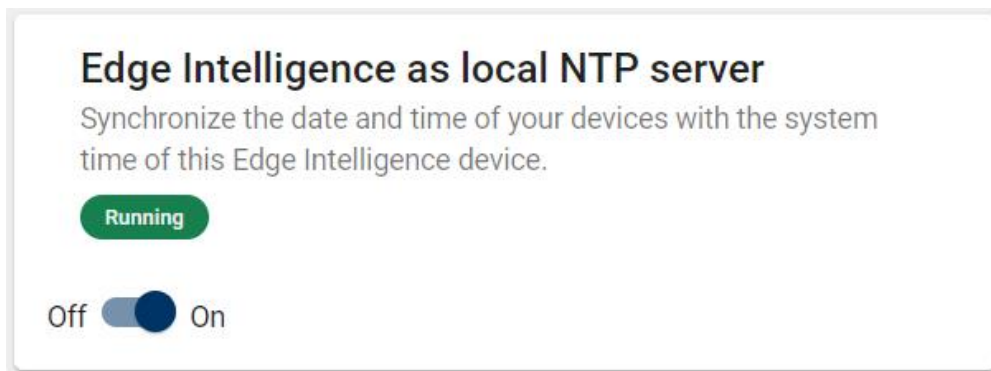 Edge Intelligence as local NTP server
Synchronize the date and time of your devices with the system
time of this Edge Intelligence device.
Running
Off On